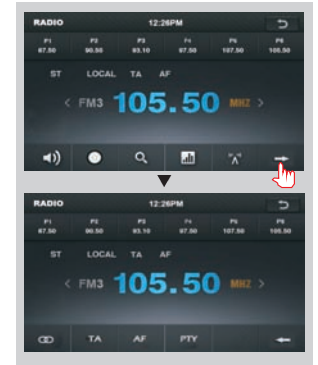 RADIO 12:26PM
P1 P2 P3 P4 P5 P6
87.50 90.50 93.10 97.50 107.50 105.50
ST LOCAL TA AF
< FM3 105.50 MHZ >
RADIO 12:26PM
P1 P2 P3 P4 P5 P6
87.50 90.50 93.10 97.50 107.50 105.50
ST LOCAL TA AF
< FM3 105.50 MHZ >
TA AF PTY